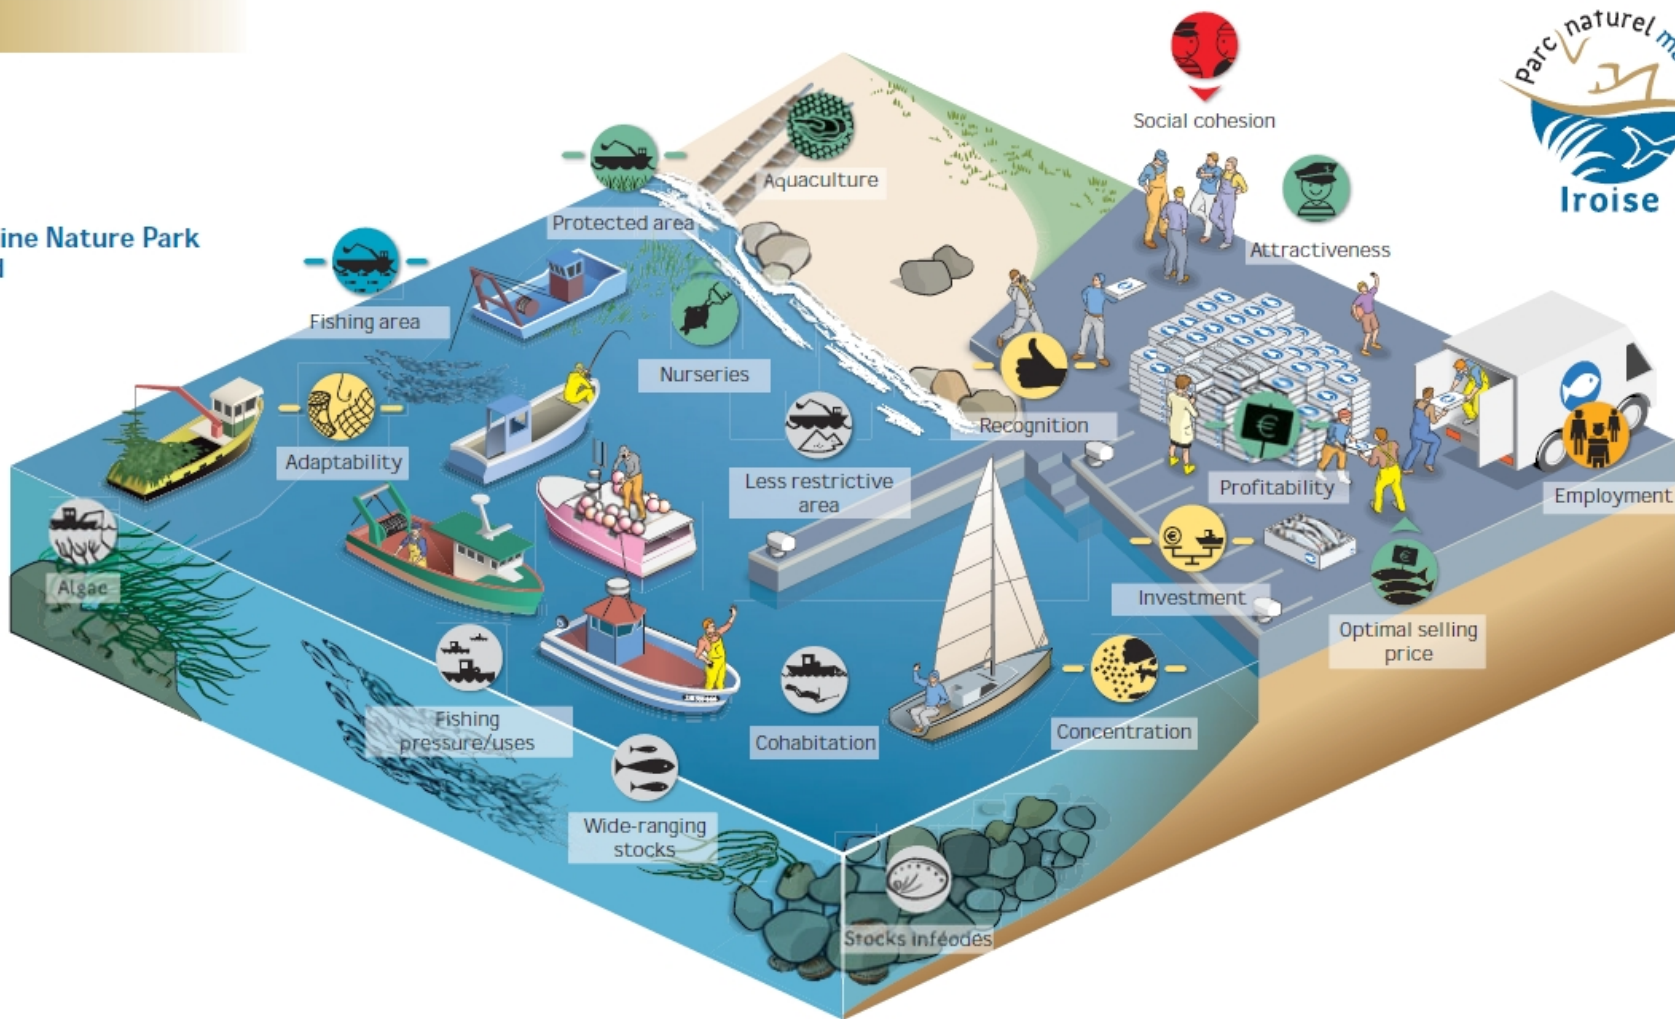 Parc naturel
Iroise
ine Nature Park
Social cohesion
Aquaculture
Protected area
Attractiveness
Fishing area
Nurseries
Recognition
Adaptability
Less restrictive
area
Profitability
Employment
Algae
Investment
Optimal selling
price
Fishing
pressure/uses
Cohabitation
Concentration
Wide-ranging
stocks
Stocks inféodés